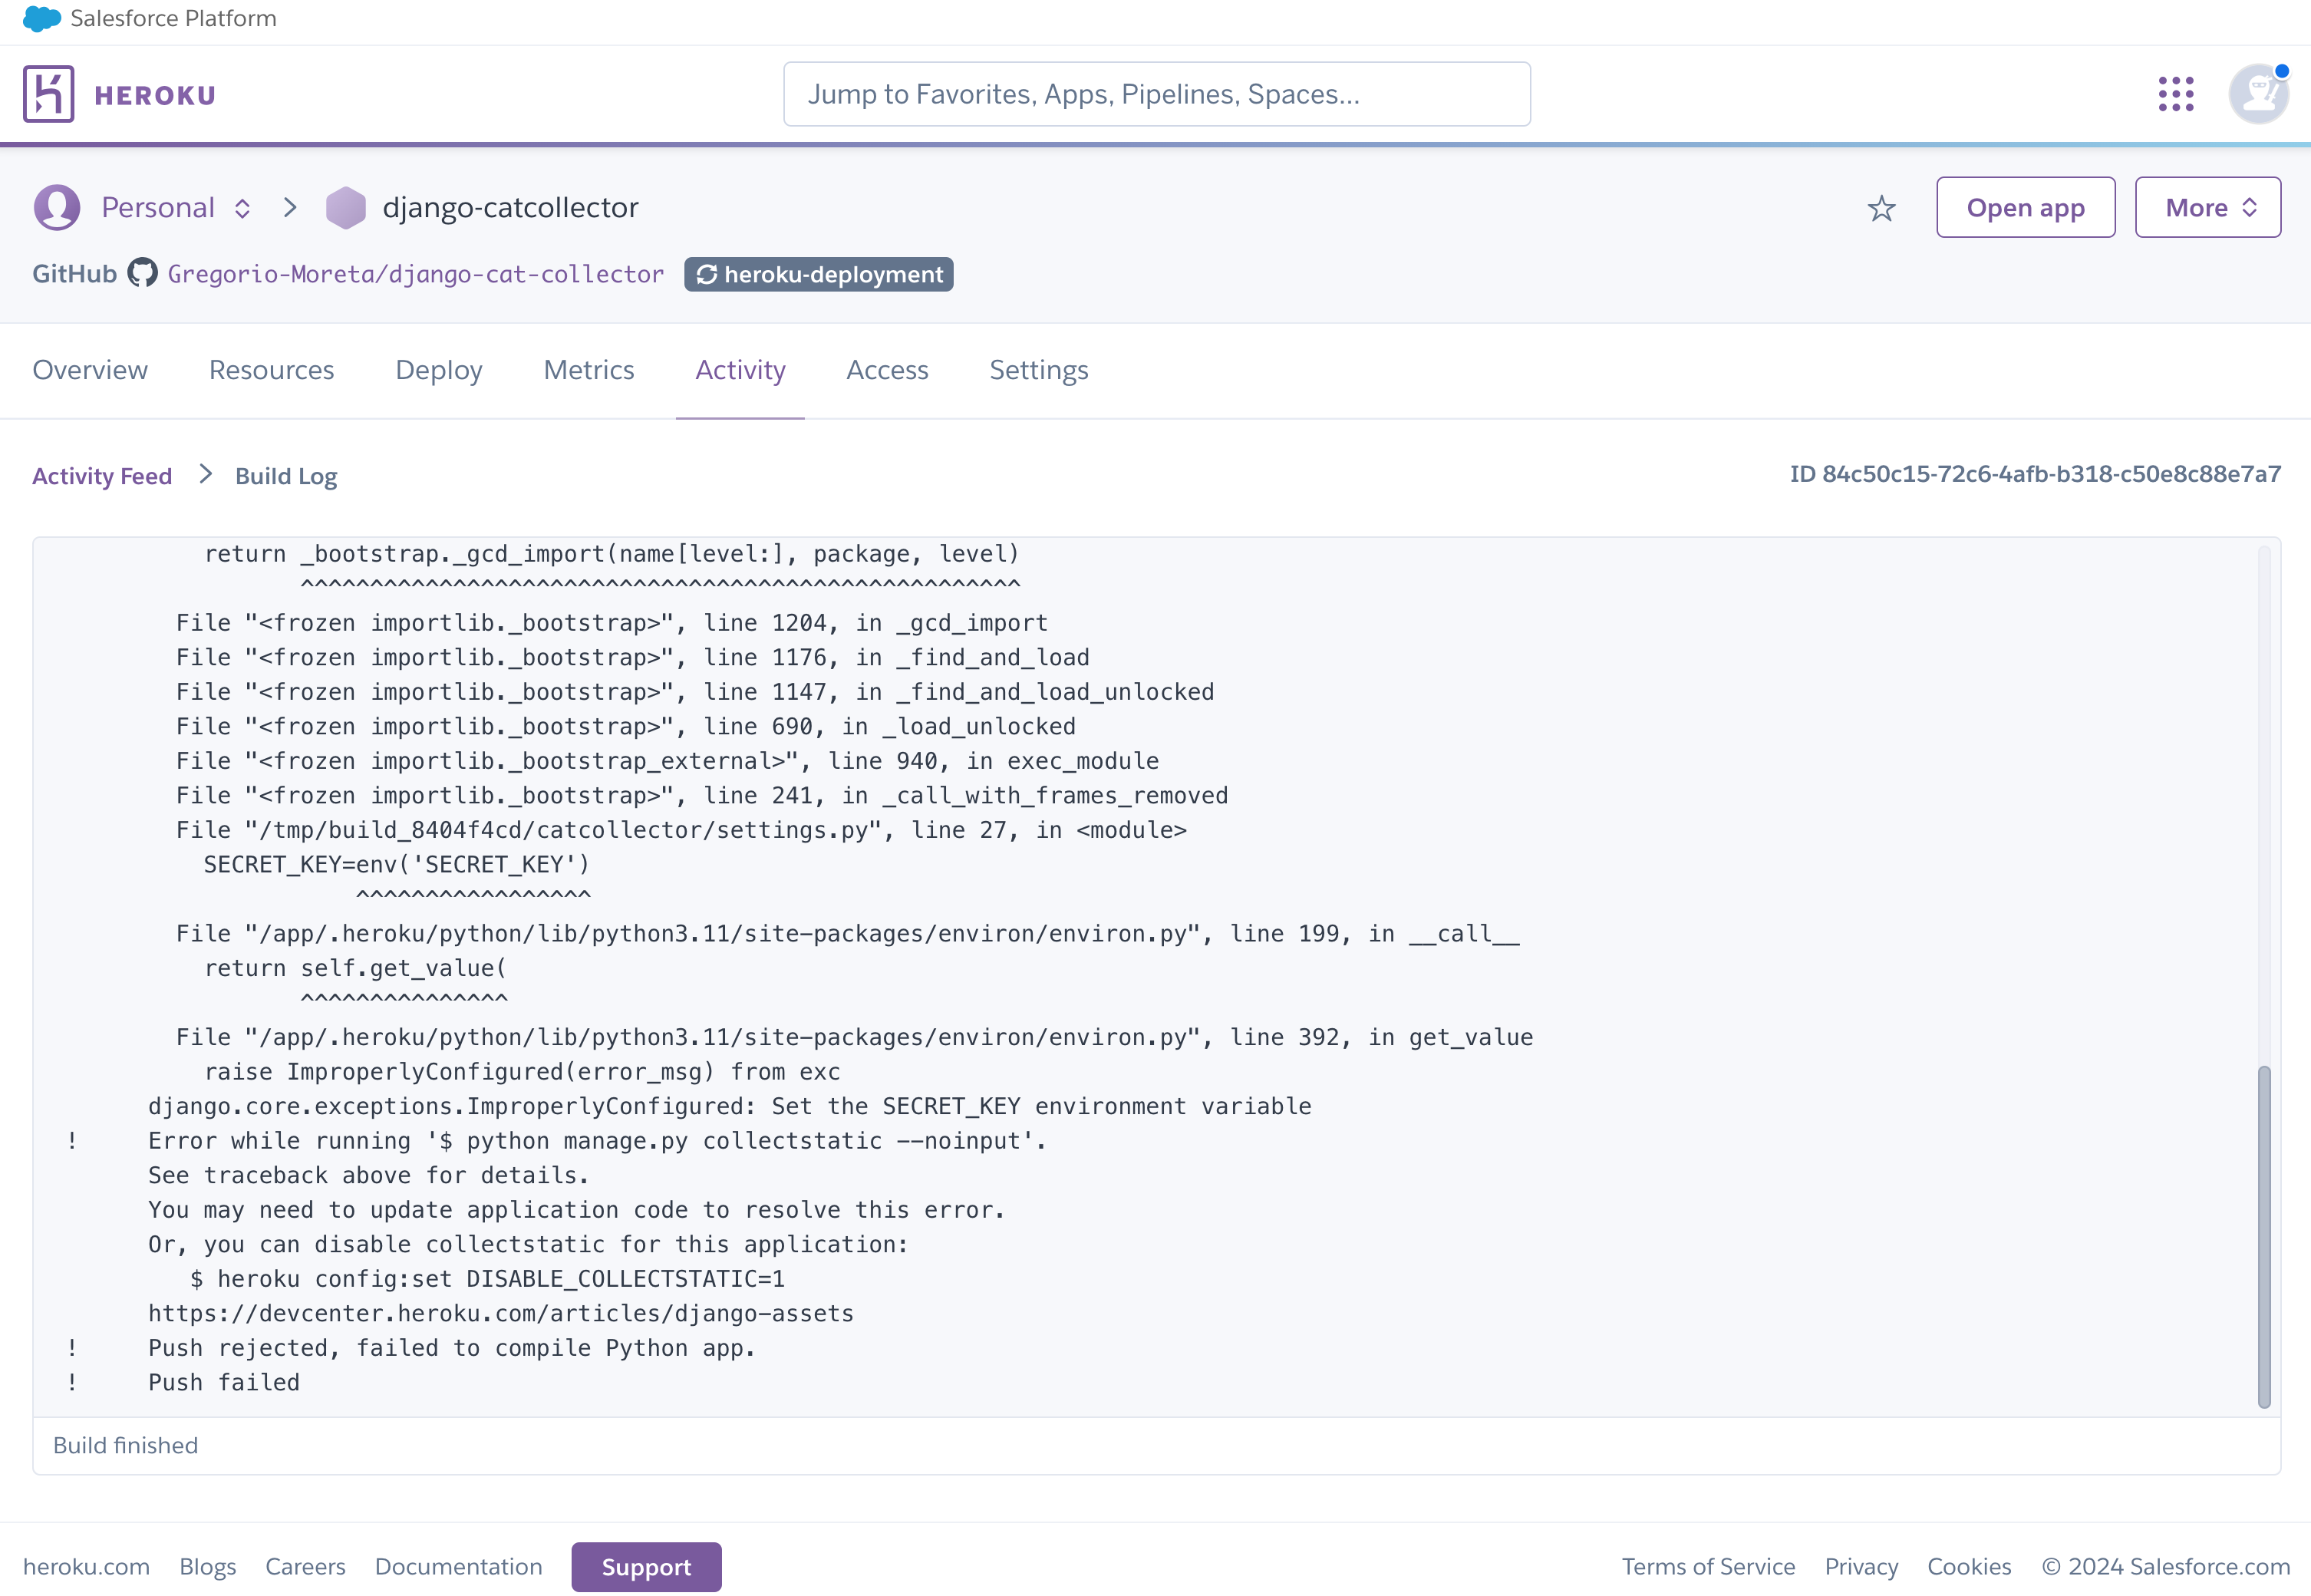 Salesforce Platform
HEROKU
Jump to Favorites, Apps, Pipelines, Spaces...
Personal
django-catcollector
Open app
More
GitHub Gregorio-Moreta/django-cat-collector heroku-deployment
Overview Resources Deploy Metrics Activity Access Settings
Activity Feed > Build Log
ID 84c50c15-72c6-4afb-b318-c50e8c88e7a7
return _bootstrap._gcd_import(name[level:], package, level)
^^^^^^^^^^^^^^^^^^^^^^^^^^^^^^^^^^^^^^^^^^^^^^^^^^^^
File "<frozen importlib._bootstrap>", line 1204, in _gcd_import
File "<frozen importlib._bootstrap>", line 1176, in _find_and_load
File "<frozen importlib._bootstrap>", line 1147, in _find_and_load_unlocked
File "<frozen importlib._bootstrap>", line 690, in _load_unlocked
File "<frozen importlib._bootstrap_external>", line 940, in exec_module
File "<frozen importlib._bootstrap>", line 241, in _call_with_frames_removed
File "/tmp/build_8404f4cd/catcollector/settings.py", line 27, in <module>
SECRET_KEY=env('SECRET_KEY')
^^^^^^^^^^^^^^^^^
File "/app/.heroku/python/lib/python3.11/site-packages/environ/environ.py", line 199, in __call__
return self.get_value(
^^^^^^^^^^^^^^^
File "/app/.heroku/python/lib/python3.11/site-packages/environ/environ.py", line 392, in get_value
raise ImproperlyConfigured(error_msg) from exc
django.core.exceptions.ImproperlyConfigured: Set the SECRET_KEY environment variable
! Error while running '$ python manage.py collectstatic --noinput'.
See traceback above for details.
You may need to update application code to resolve this error.
Or, you can disable collectstatic for this application:
$ heroku config:set DISABLE_COLLECTSTATIC=1
https://devcenter.heroku.com/articles/django-assets
! Push rejected, failed to compile Python app.
! Push failed
Build finished
heroku.com Blogs Careers Documentation Support
Terms of Service Privacy Cookies © 2024 Salesforce.com